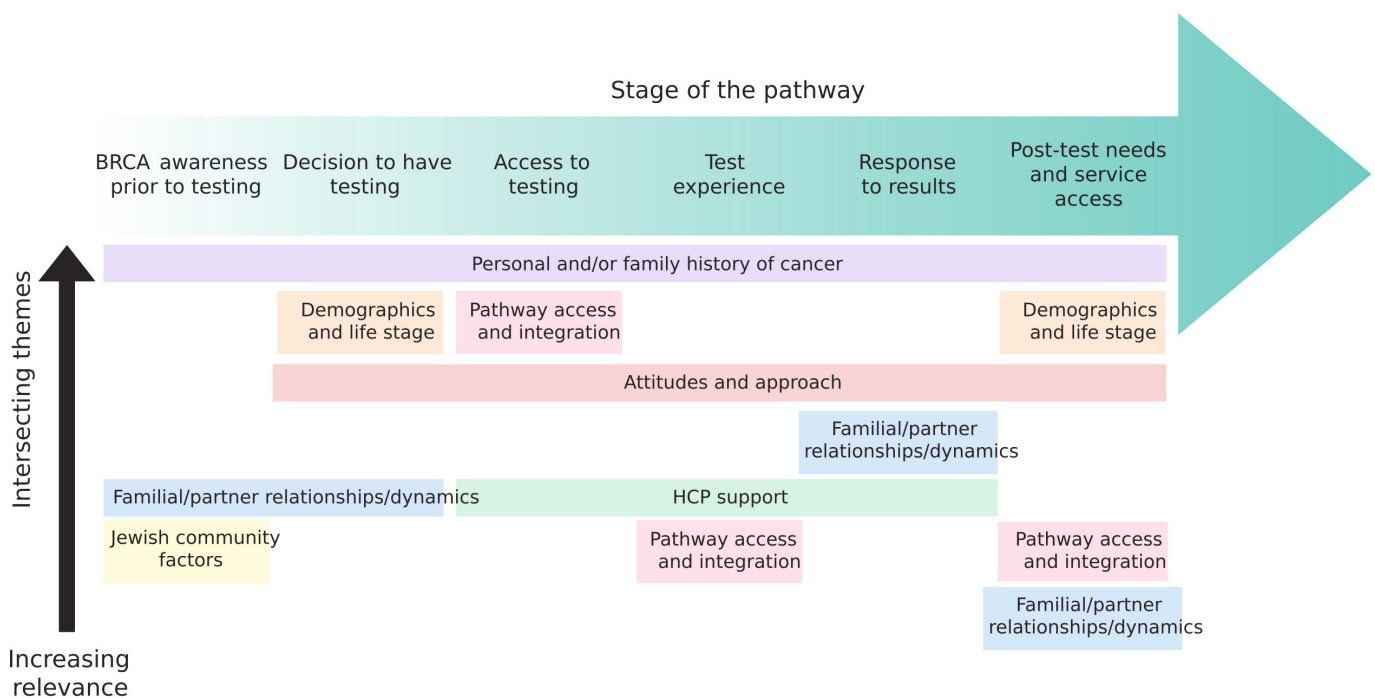 Stage of the pathway
BRCA awareness
prior to testing
Decision to have
testing
Access to
testing
Test
experience
Response
to results
Post-test needs
and service
access
Intersecting themes
Personal and/or family history of cancer
Demographics
and life stage
Pathway access
and integration
Demographics
and life stage
Attitudes and approach
Familial/partner
relationships/dynamics
Familial/partner relationships/dynamics
HCP support
Jewish community
factors
Pathway access
and integration
Pathway access
and integration
Familial/partner
relationships/dynamics
Increasing
relevance